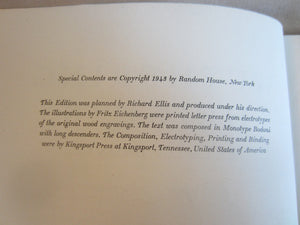 Special Contents are Copyright 1943 by Random House, New York
This Edition was planned by Richard Ellis and produced under his direction.
The illustrations by Fritz Eichenberg were printed letter press from electrotypes
of the original wood engravings. The text was composed in Monotype Bodoni
with long descenders. The Composition, Electrotyping, Printing and Binding
were by Kingsport Press at Kingsport, Tennessee, United States of America